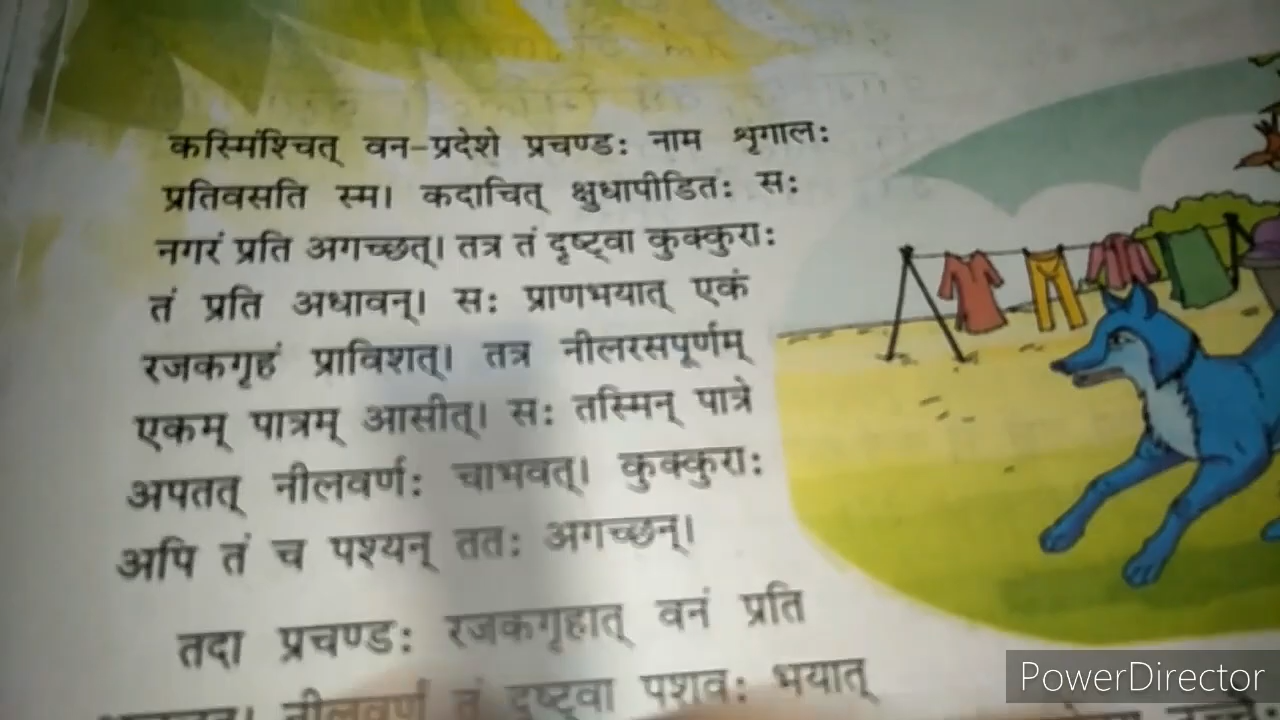 कस्मिंश्चित् वन-प्रदेशे प्रचण्डः नाम शृगालः
प्रतिवसति स्म। कदाचित् क्षुधापीडितः सः
नगरं प्रति अगच्छत्। तत्र तं दृष्ट्वा कुक्कुराः
तं प्रति अधावन्। सः प्राणभयात् एकं
रजकगृहं प्राविशत्। तत्र नीलरसपूर्णम्
एकम् पात्रम् आसीत्। सः तस्मिन् पात्रे
अपतत् नीलवर्णः चाभवत्। कुक्कुराः
अपि तं च पश्यन् ततः अगच्छन्।
तदा प्रचण्डः रजकगृहात् वनं प्रति
नीलवर्णं तं दृष्ट्वा पशवः भयात्
PowerDirector